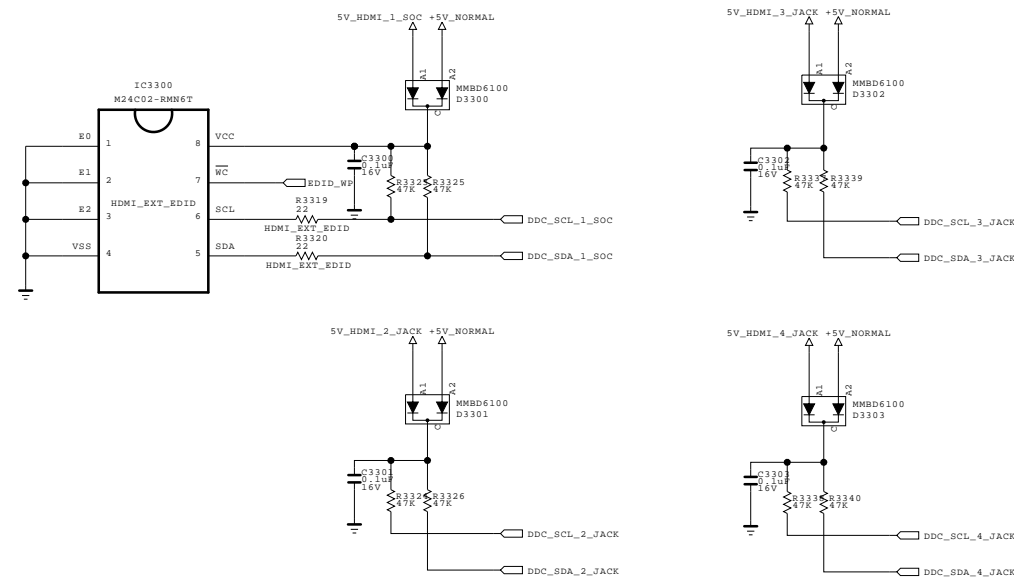 5V_HDMI_1_SOC +5V_NORMAL
A1
A2
MMBD6100
D3300
C
IC3300
M24C02-RMN6T
E0
1
8
VCC
E1
2
7
WC
EDID_WP
HDMI_EXT_EDID
E2
3
6
SCL
VSS
4
5
SDA
C3300
0.1uF
16V
47K
R3325
47K
R3319
22
HDMI_EXT_EDID
R3320
22
HDMI_EXT_EDID
DDC_SCL_1_SOC
DDC_SDA_1_SOC
5V_HDMI_3_JACK +5V_NORMAL
A1
A2
MMBD6100
D3302
C
C3302
0.1uF
16V
47K
R3339
47K
DDC_SCL_3_JACK
DDC_SDA_3_JACK
5V_HDMI_2_JACK +5V_NORMAL
A1
A2
MMBD6100
D3301
C
C3301
0.1uF
16V
47K
R3326
47K
DDC_SCL_2_JACK
DDC_SDA_2_JACK
5V_HDMI_4_JACK +5V_NORMAL
A1
A2
MMBD6100
D3303
C
C3303
0.1uF
16V
47K
R3340
47K
DDC_SCL_4_JACK
DDC_SDA_4_JACK